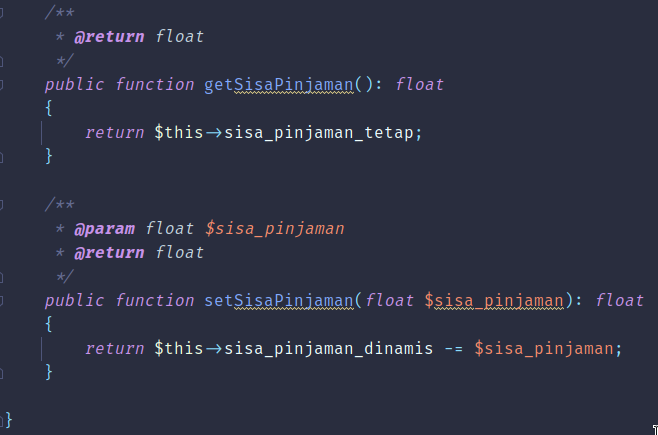 /**
 * @return float
 */
public function getSisaPinjaman(): float
{
    return $this->sisa_pinjaman_tetap;
}

/**
 * @param float $sisa_pinjaman
 * @return float
 */
public function setSisaPinjaman(float $sisa_pinjaman): float
{
    return $this->sisa_pinjaman_dinamis -= $sisa_pinjaman;
}

}